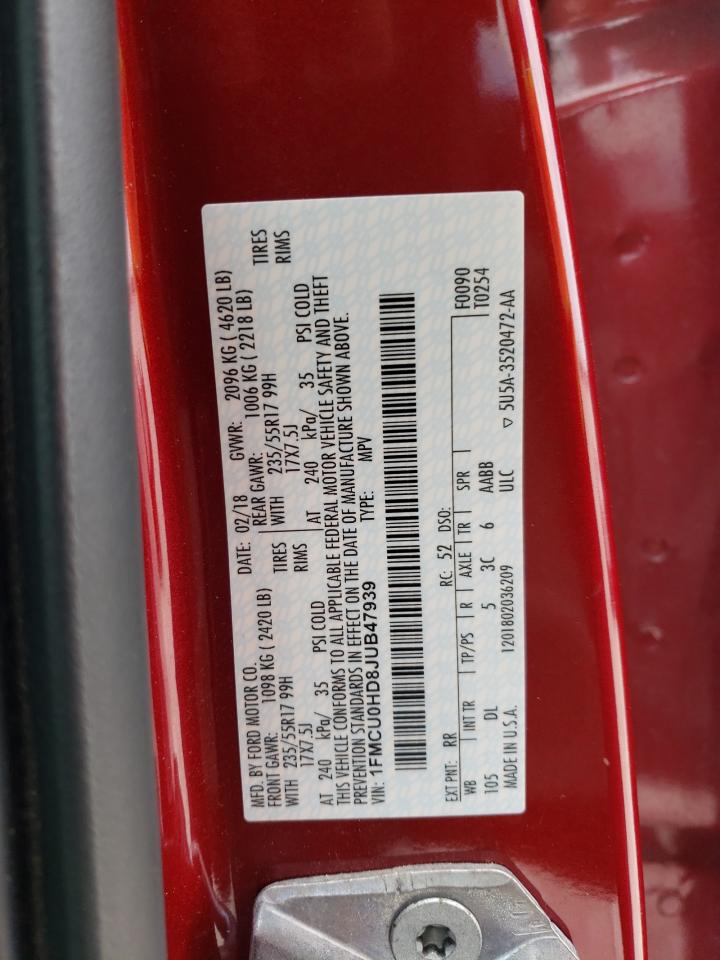 MFD. BY FORD MOTOR CO. DATE: 02/18 GVWR: 2096 KG ( 4620 LB)
FRONT GAWR: 1098 KG ( 2420 LB) REAR GAWR: 1006 KG ( 2218 LB)
WITH 235/55R17 99H TIRES WITH 235/55R17 99H TIRES
17X7.5J RIMS 17X7.5J RIMS
AT 240 kPa/ 35 PSI COLD AT 240 kPa/ 35 PSI COLD
THIS VEHICLE CONFORMS TO ALL APPLICABLE FEDERAL MOTOR VEHICLE SAFETY AND THEFT
PREVENTION STANDARDS IN EFFECT ON THE DATE OF MANUFACTURE SHOWN ABOVE.
VIN: 1FMCU0HD8JUB47939 TYPE: MPV
EXT PNT: RR RC: 52 DSO: F0090
WB INT TR TP/PS R AXLE TR SPR T0254
105 DL 5 3C 6 AABB
MADE IN U.S.A. 1201802036209 ULC ▽ 5U5A-3520472-AA